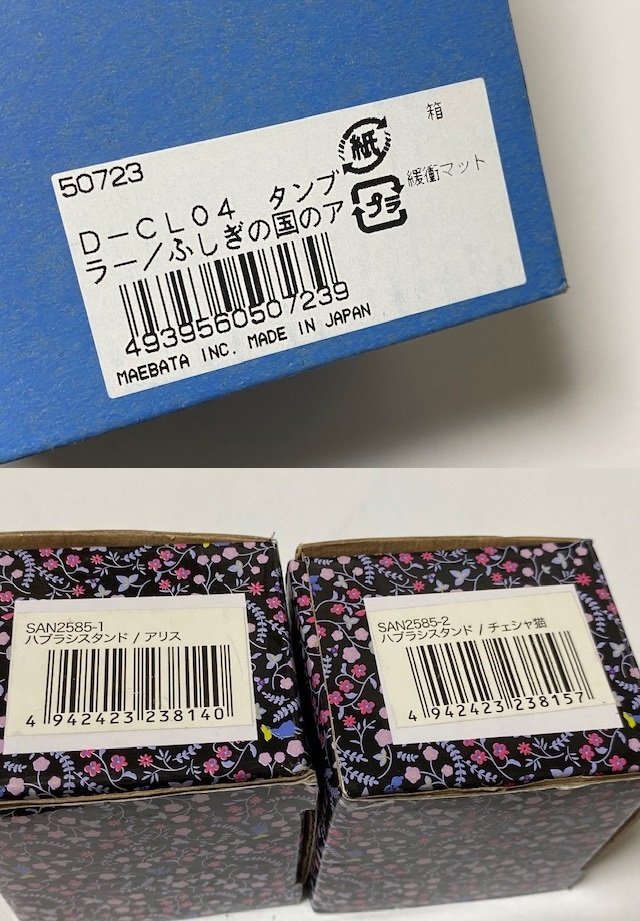 50723
箱
紙
D-CL04 タンブ
ラー/ふしぎの国のア
プラ
緩衝マット
4939560507239
MAEBATA INC. MADE IN JAPAN
SAN2585-1
ハブラシスタンド / アリス
4 942423 238140
SAN2585-2
ハブラシスタンド / チェシャ猫
4 942423 238157